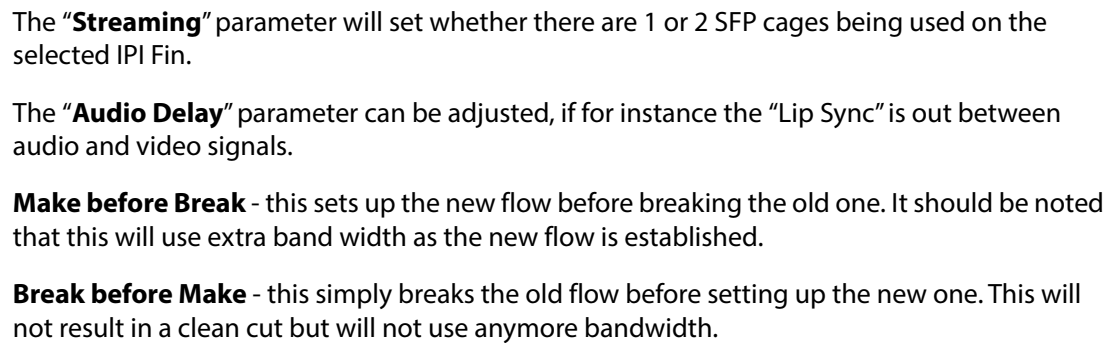 The “Streaming” parameter will set whether there are 1 or 2 SFP cages being used on the
selected IPI Fin.
The “Audio Delay” parameter can be adjusted, if for instance the “Lip Sync” is out between
audio and video signals.
Make before Break - this sets up the new flow before breaking the old one. It should be noted
that this will use extra band width as the new flow is established.
Break before Make - this simply breaks the old flow before setting up the new one. This will
not result in a clean cut but will not use anymore bandwidth.